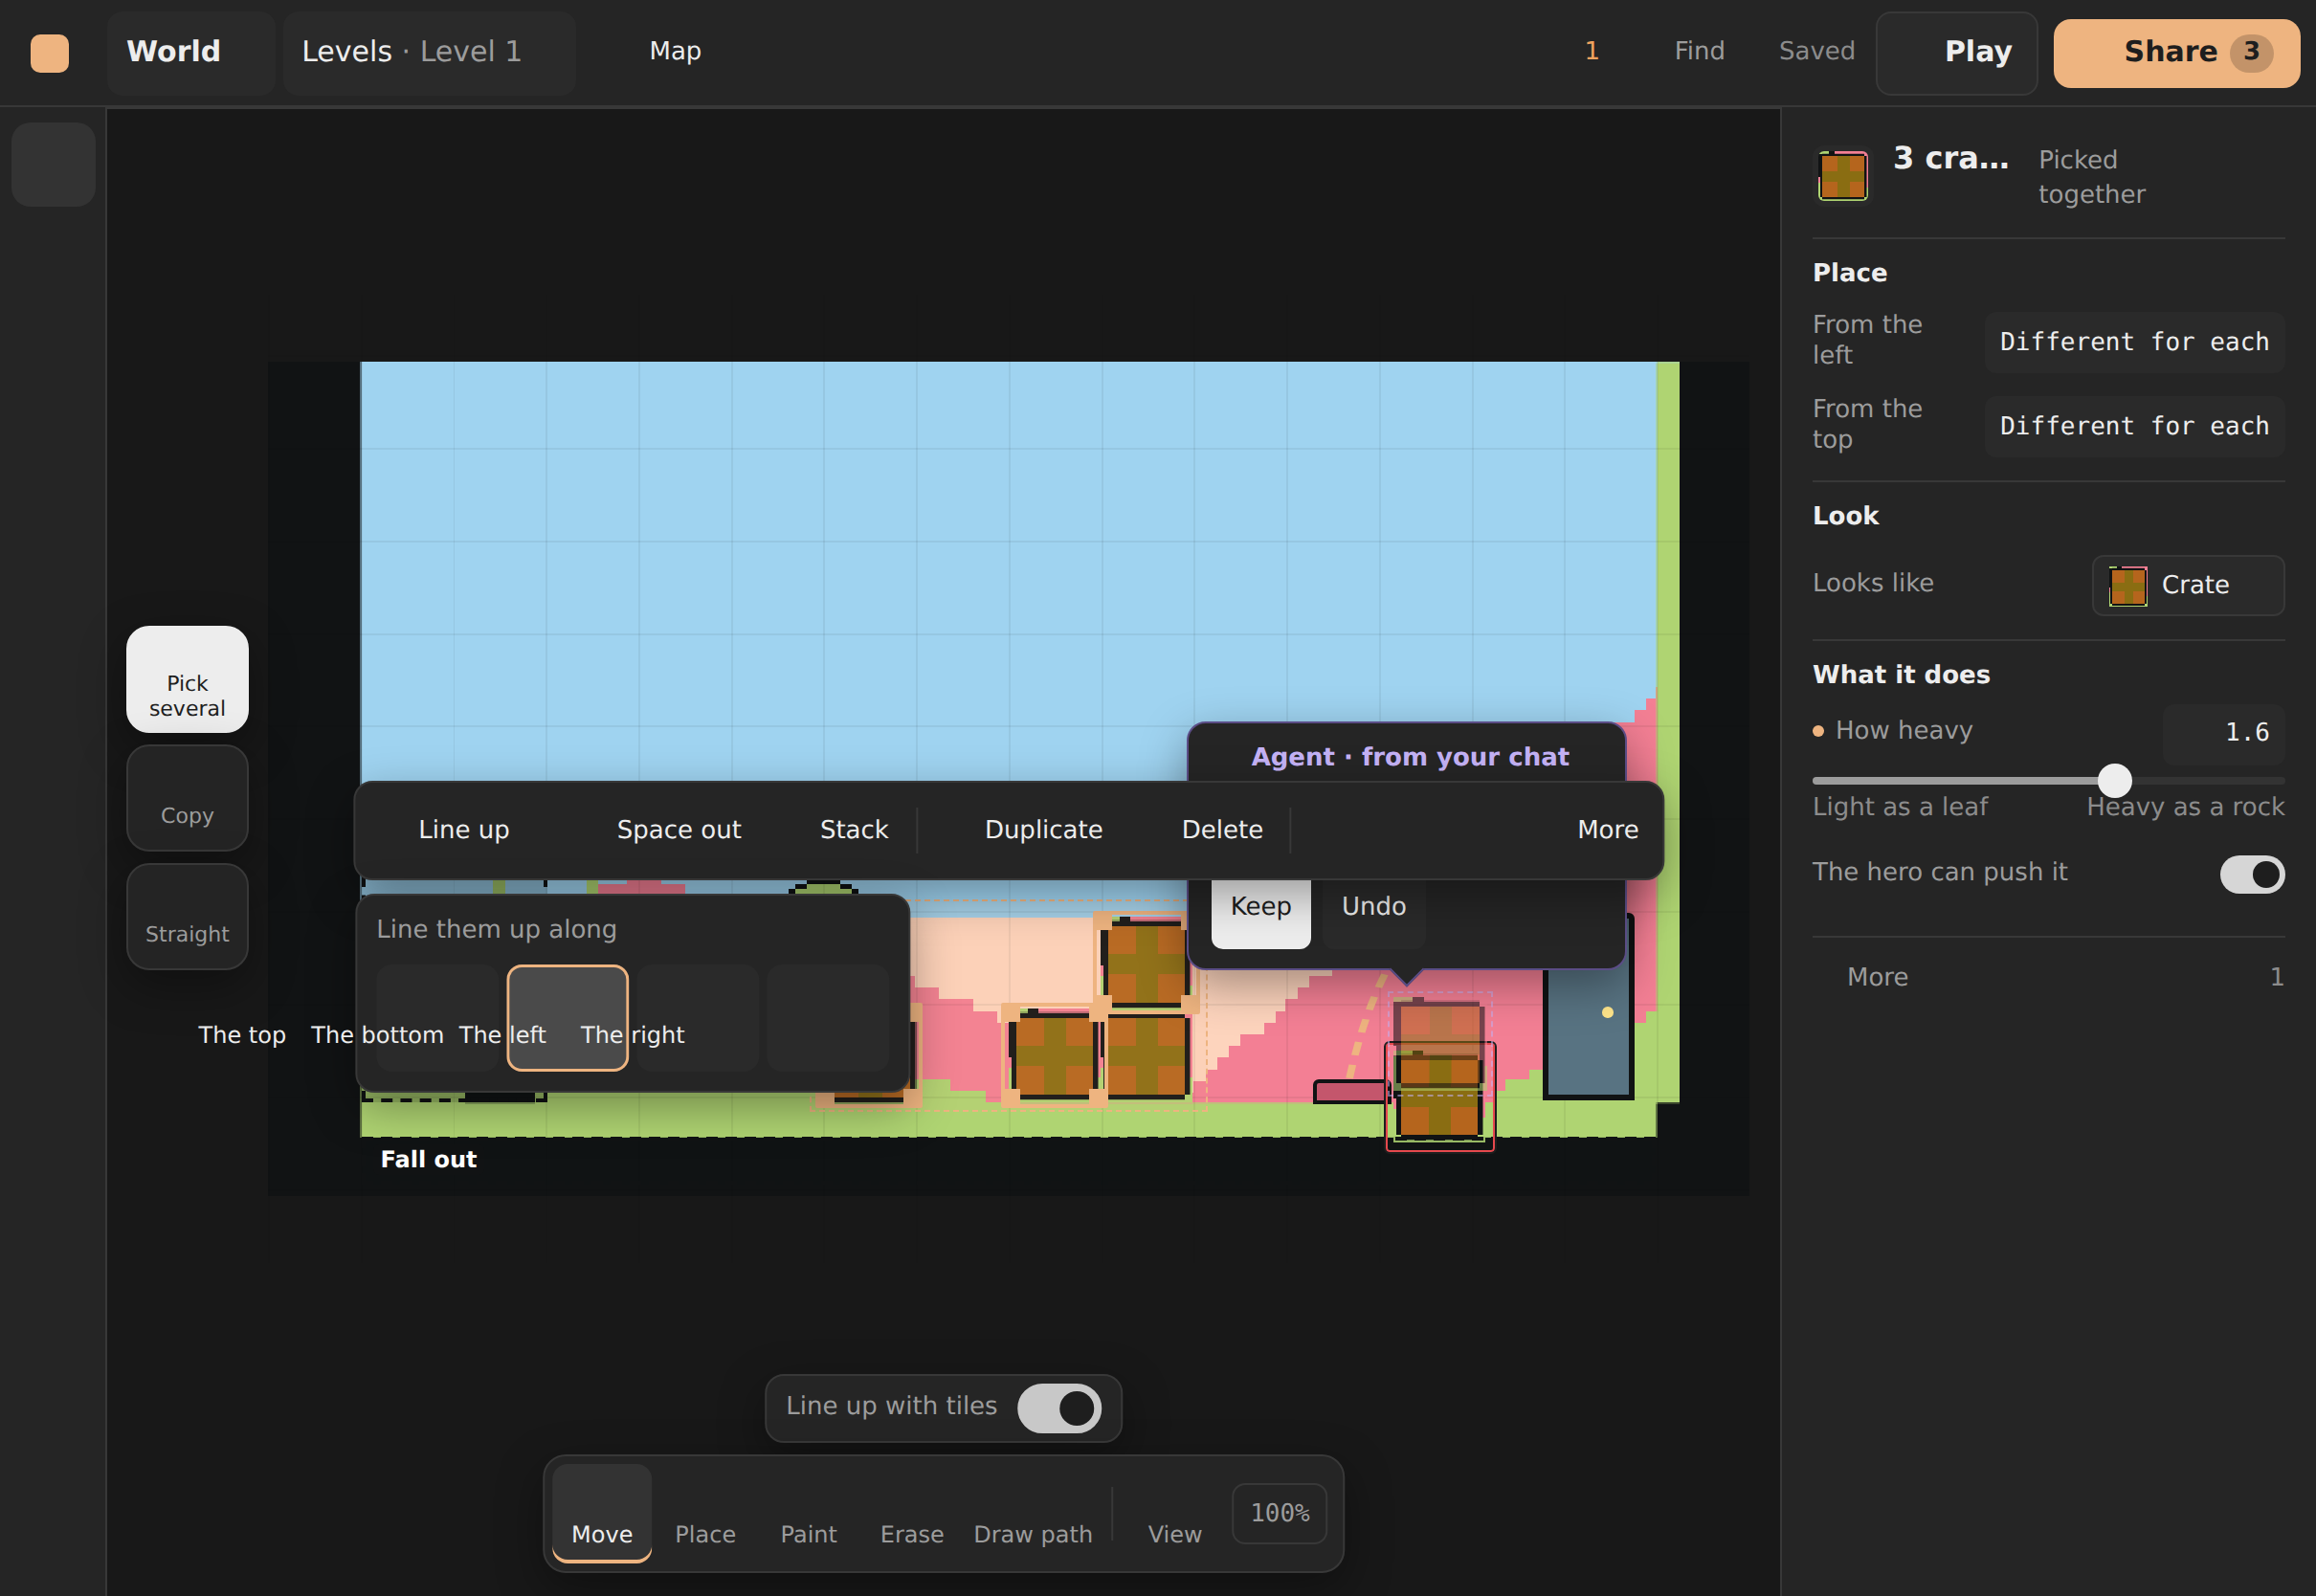 World
Levels · Level 1
Map
1
Find
Saved
Play
Share 3
3 cra…
Picked
together
Place
From the
left
Different for each
From the
top
Different for each
Look
Looks like
Crate
What it does
How heavy
1.6
Light as a leaf
Heavy as a rock
The hero can push it
More
1
Pick
several
Copy
Straight
Agent · from your chat
Line up
Space out
Stack
Duplicate
Delete
More
Keep
Undo
Line them up along
The top
The bottom
The left
The right
Fall out
Line up with tiles
Move
Place
Paint
Erase
Draw path
View
100%